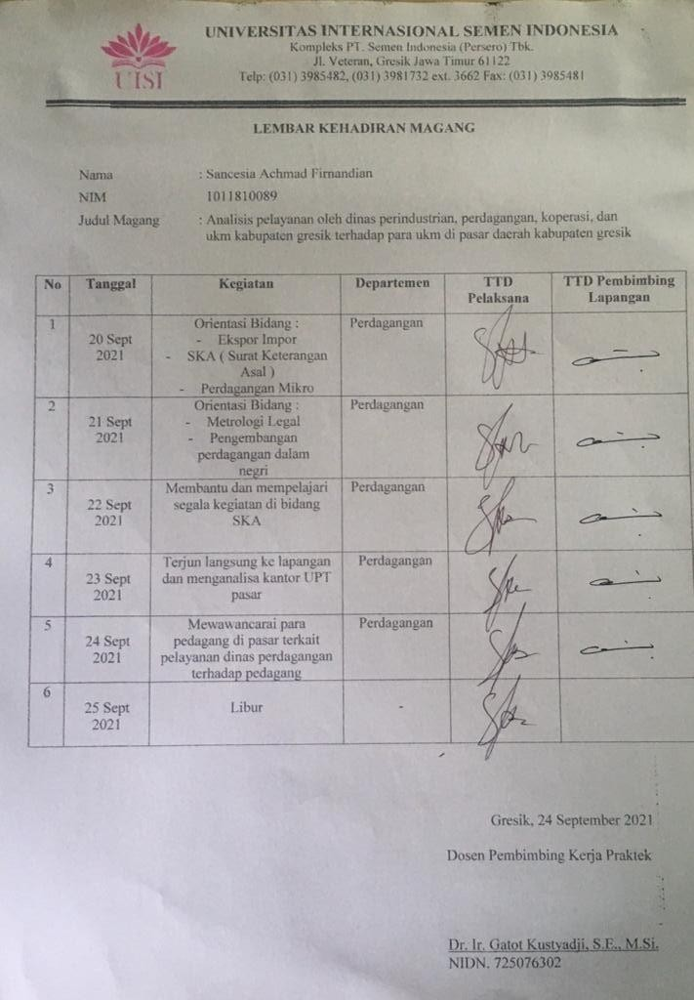 UNIVERSITAS INTERNASIONAL SEMEN INDONESIA
Kompleks PT. Semen Indonesia (Persero) Tbk.
Jl. Veteran, Gresik Jawa Timur 61122
Telp: (031) 3985482, (031) 3981732 ext. 3662 Fax: (031) 3985481
UISI
LEMBAR KEHADIRAN MAGANG
Nama : Sancesia Achmad Firnandian
NIM 1011810089
Judul Magang : Analisis pelayanan oleh dinas perindustrian, perdagangan, koperasi, dan
ukm kabupaten gresik terhadap para ukm di pasar daerah kabupaten gresik
No Tanggal Kegiatan Departemen TTD Pelaksana TTD Pembimbing Lapangan
1 20 Sept 2021 Orientasi Bidang : Perdagangan
- Ekspor Impor
- SKA ( Surat Keterangan
Asal )
- Perdagangan Mikro
2 21 Sept 2021 Orientasi Bidang : Perdagangan
- Metrologi Legal
- Pengembangan
perdagangan dalam
negri
3 22 Sept 2021 Membantu dan mempelajari Perdagangan
segala kegiatan di bidang
SKA
4 23 Sept 2021 Terjun langsung ke lapangan Perdagangan
dan menganalisa kantor UPT
pasar
5 24 Sept 2021 Mewawancarai para Perdagangan
pedagang di pasar terkait
pelayanan dinas perdagangan
terhadap pedagang
6 25 Sept 2021 Libur -
Gresik, 24 September 2021
Dosen Pembimbing Kerja Praktek
Dr. Ir. Gatot Kustyadji, S.E., M.Si.
NIDN. 725076302